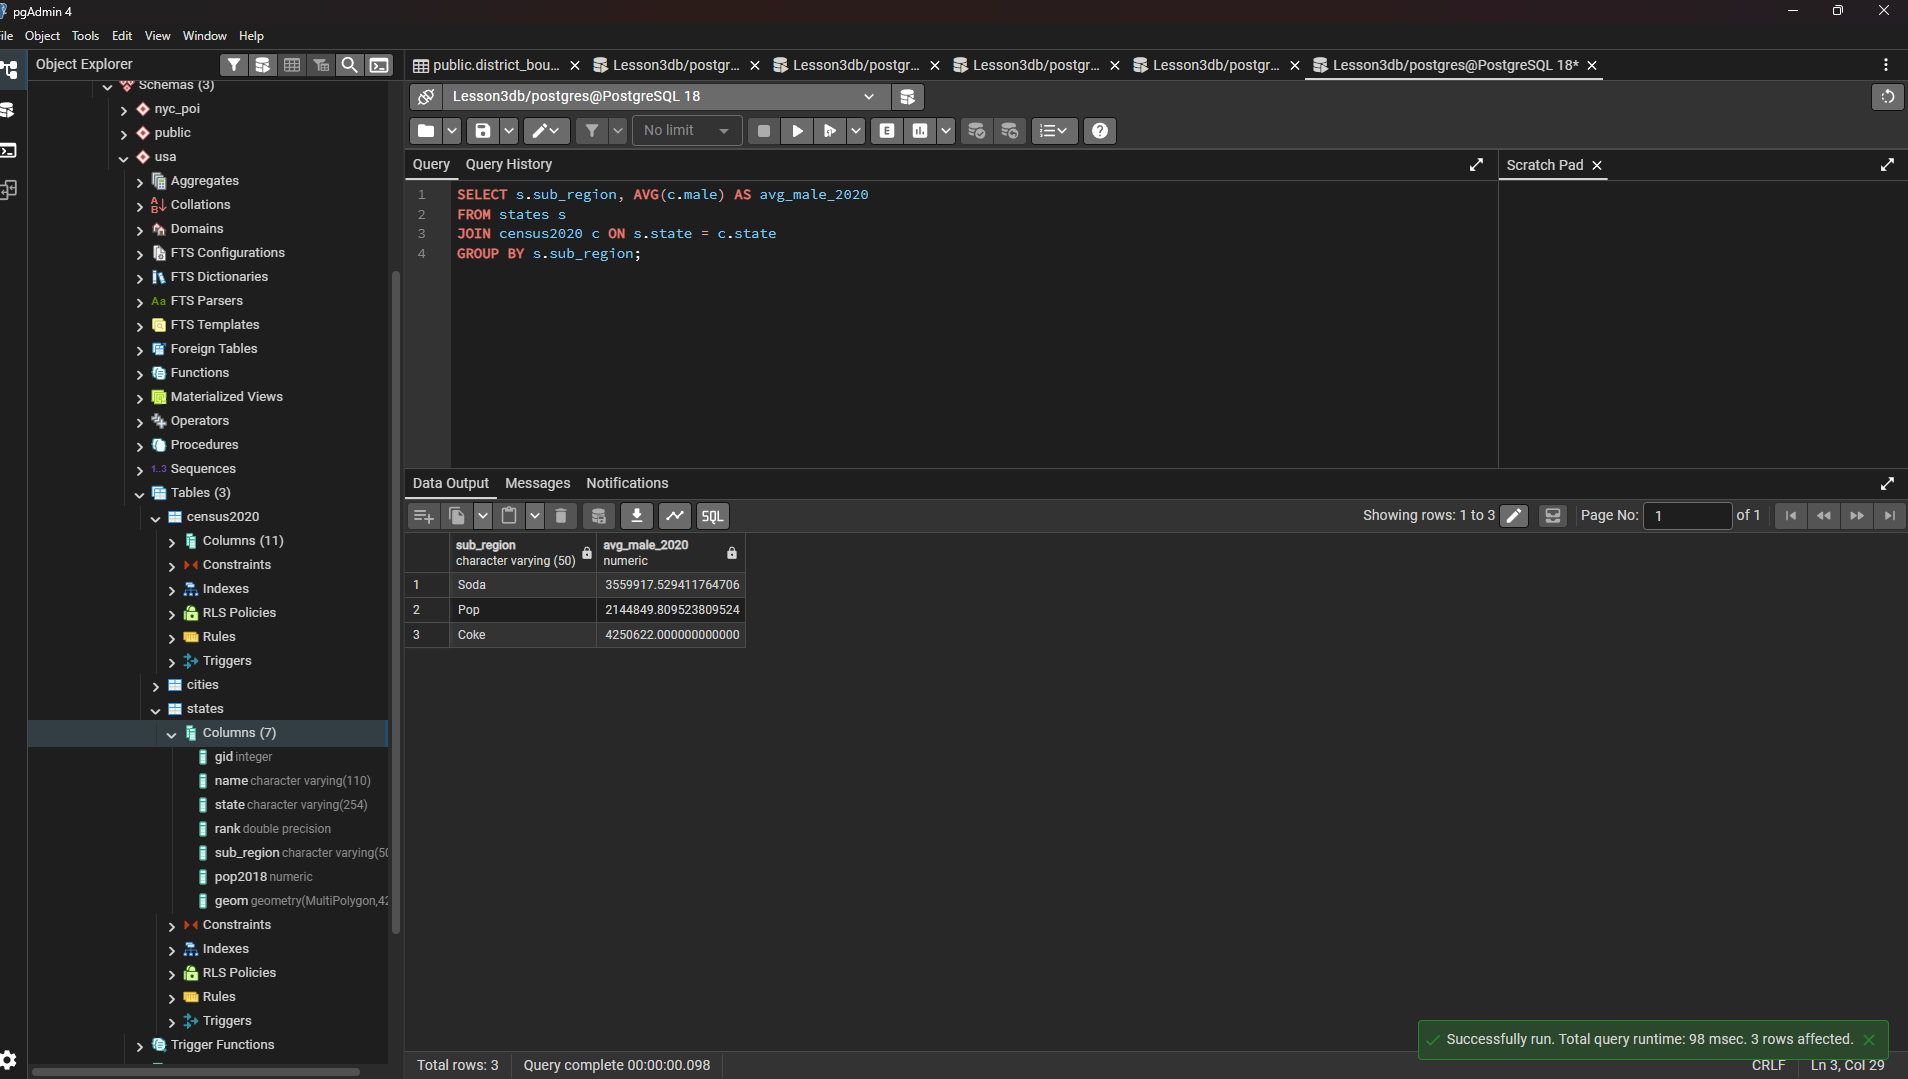 pgAdmin 4
ile Object Tools Edit View Window Help
Object Explorer
Schemas (3)
nyc_poi
public
usa
Aggregates
Collations
Domains
FTS Configurations
FTS Dictionaries
Aa FTS Parsers
FTS Templates
Foreign Tables
Functions
Materialized Views
Operators
Procedures
1..3 Sequences
Tables (3)
census2020
Columns (11)
Constraints
Indexes
RLS Policies
Rules
Triggers
cities
states
Columns (7)
gid integer
name character varying(110)
state character varying(254)
rank double precision
sub_region character varying(50
pop2018 numeric
geom geometry(MultiPolygon,42
Constraints
Indexes
RLS Policies
Rules
Triggers
Trigger Functions
public.district_bou... Lesson3db/postgr... Lesson3db/postgr... Lesson3db/postgr... Lesson3db/postgr... Lesson3db/postgres@PostgreSQL 18*
Lesson3db/postgres@PostgreSQL 18
No limit
E
Query Query History
Scratch Pad
1 SELECT s.sub_region, AVG(c.male) AS avg_male_2020
2 FROM states s
3 JOIN census2020 c ON s.state = c.state
4 GROUP BY s.sub_region;
Data Output Messages Notifications
SQL
Showing rows: 1 to 3 Page No: 1 of 1
sub_region avg_male_2020
character varying (50) numeric
1 Soda 3559917.529411764706
2 Pop 2144849.809523809524
3 Coke 4250622.000000000000
Successfully run. Total query runtime: 98 msec. 3 rows affected.
Total rows: 3 Query complete 00:00:00.098 CRLF Ln 3, Col 29